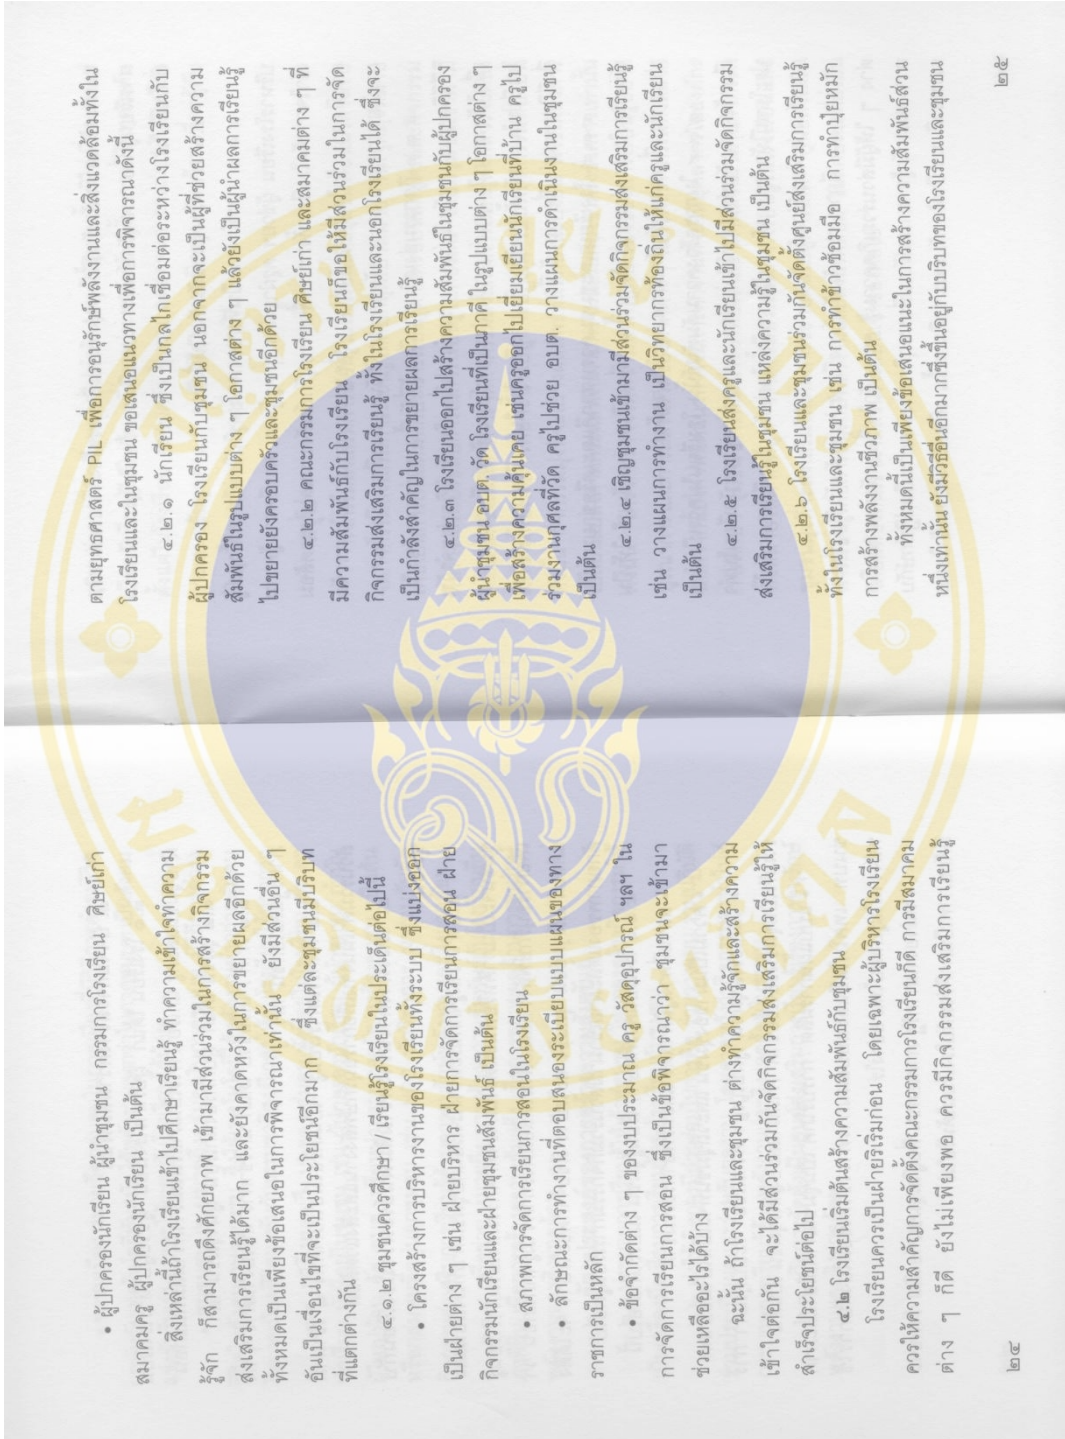 • ผู้ปกครองนักเรียน ผู้นำชุมชน กรรมการโรงเรียน ศิษย์เก่า
สมาคมครู ผู้ปกครองนักเรียน เป็นต้น
สิ่งเหล่านี้ถ้าโรงเรียนเข้าไปศึกษาเรียนรู้ ทำความเข้าใจทำความ
รู้จัก ก็สามารถดึงศักยภาพ เข้ามามีส่วนร่วมในการสร้างกิจกรรม
ส่งเสริมการเรียนรู้ได้มาก และยังคาดหวังในการขยายผลอีกด้วย
ทั้งหมดเป็นเพียงข้อเสนอในการพิจารณาเท่านั้น ยังมีส่วนอื่น ๆ
อันเป็นเงื่อนไขที่จะเป็นประโยชน์อีกมาก ซึ่งแต่ละชุมชนมีบริบท
ที่แตกต่างกัน
๔.๑.๒ ชุมชนควรศึกษา / เรียนรู้โรงเรียนในประเด็นต่อไปนี้
• โครงสร้างการบริหารงานของโรงเรียนทั้งระบบ ซึ่งแบ่งออก
เป็นฝ่ายต่าง ๆ เช่น ฝ่ายบริหาร ฝ่ายการจัดการเรียนการสอน ฝ่าย
กิจกรรมนักเรียนและฝ่ายชุมชนสัมพันธ์ เป็นต้น
• สภาพการจัดการเรียนการสอนในโรงเรียน
• ลักษณะการทำงานที่ตอบสนองระเบียบแบบแผนของทาง
ราชการเป็นหลัก
• ข้อจำกัดต่าง ๆ ของงบประมาณ ครู วัสดุอุปกรณ์ ฯลฯ ใน
การจัดการเรียนการสอน ซึ่งเป็นข้อพิจารณาว่า ชุมชนจะเข้ามา
ช่วยเหลืออะไรได้บ้าง
ฉะนั้น ถ้าโรงเรียนและชุมชน ต่างทำความรู้จักและสร้างความ
เข้าใจต่อกัน จะได้มีส่วนร่วมกันจัดกิจกรรมส่งเสริมการเรียนรู้ให้
สำเร็จประโยชน์ต่อไป
๔.๒ โรงเรียนเริ่มต้นสร้างความสัมพันธ์กับชุมชน
โรงเรียนควรเป็นฝ่ายริเริ่มก่อน โดยเฉพาะผู้บริหารโรงเรียน
ควรให้ความสำคัญการจัดตั้งคณะกรรมการโรงเรียนก็ดี การมีสมาคม
ต่าง ๆ ก็ดี ยังไม่เพียงพอ ควรมีกิจกรรมส่งเสริมการเรียนรู้
๒๔
ตามยุทธศาสตร์ PIL เพื่อการอนุรักษ์พลังงานและสิ่งแวดล้อมทั้งใน
โรงเรียนและในชุมชน ขอเสนอแนวทางเพื่อการพิจารณาดังนี้
๔.๒.๑ นักเรียน ซึ่งเป็นกลไกเชื่อมต่อระหว่างโรงเรียนกับ
ผู้ปกครอง โรงเรียนกับชุมชน นอกจากจะเป็นผู้ที่ช่วยสร้างความ
สัมพันธ์ในรูปแบบต่าง ๆ โอกาสต่าง ๆ แล้วยังเป็นผู้นำผลการเรียนรู้
ไปขยายยังครอบครัวและชุมชนอีกด้วย
๔.๒.๒ คณะกรรมการโรงเรียน ศิษย์เก่า และสมาคมต่าง ๆ ที่
มีความสัมพันธ์กับโรงเรียน โรงเรียนก็ขอให้มีส่วนร่วมในการจัด
กิจกรรมส่งเสริมการเรียนรู้ ทั้งในโรงเรียนและนอกโรงเรียนได้ ซึ่งจะ
เป็นกำลังสำคัญในการขยายผลการเรียนรู้
๔.๒.๓ โรงเรียนออกไปสร้างความสัมพันธ์ในชุมชนกับผู้ปกครอง
ผู้นำชุมชน อบต. วัด โรงเรียนที่เป็นภาคี ในรูปแบบต่าง ๆ โอกาสต่าง ๆ
เพื่อสร้างความคุ้นเคย เช่นครูออกไปเยี่ยมเยียนนักเรียนที่บ้าน ครูไป
ร่วมงานกุศลที่วัด ครูไปช่วย อบต. วางแผนการดำเนินงานในชุมชน
เป็นต้น
๔.๒.๔ เชิญชุมชนเข้ามามีส่วนร่วมจัดกิจกรรมส่งเสริมการเรียนรู้
เช่น วางแผนการทำงาน เป็นวิทยากรท้องถิ่นให้แก่ครูและนักเรียน
เป็นต้น
๔.๒.๕ โรงเรียนส่งครูและนักเรียนเข้าไปมีส่วนร่วมจัดกิจกรรม
ส่งเสริมการเรียนรู้ในชุมชน แหล่งความรู้ในชุมชน เป็นต้น
๔.๒.๖ โรงเรียนและชุมชนร่วมกันจัดตั้งศูนย์ส่งเสริมการเรียนรู้
ทั้งในโรงเรียนและชุมชน เช่น การทำข้าวซ้อมมือ การทำปุ๋ยหมัก
การสร้างพลังงานชีวภาพ เป็นต้น
ทั้งหมดนี้เป็นเพียงข้อเสนอแนะในการสร้างความสัมพันธ์ส่วน
หนึ่งเท่านั้น ยังมีวิธีอื่นอีกมากซึ่งขึ้นอยู่กับบริบทของโรงเรียนและชุมชน
๒๕
มหาวิทยาลัยมหิดล